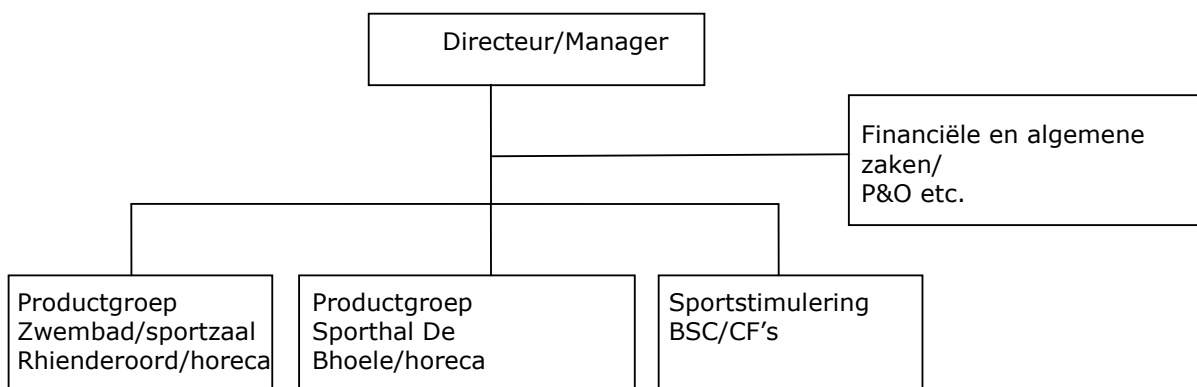 Directeur/Manager
Financiële en algemene
zaken/
P&O etc.
Productgroep
Zwembad/sportzaal
Rhienderoord/horeca
Productgroep
Sporthal De
Bhoele/horeca
Sportstimulering
BSC/CF’s